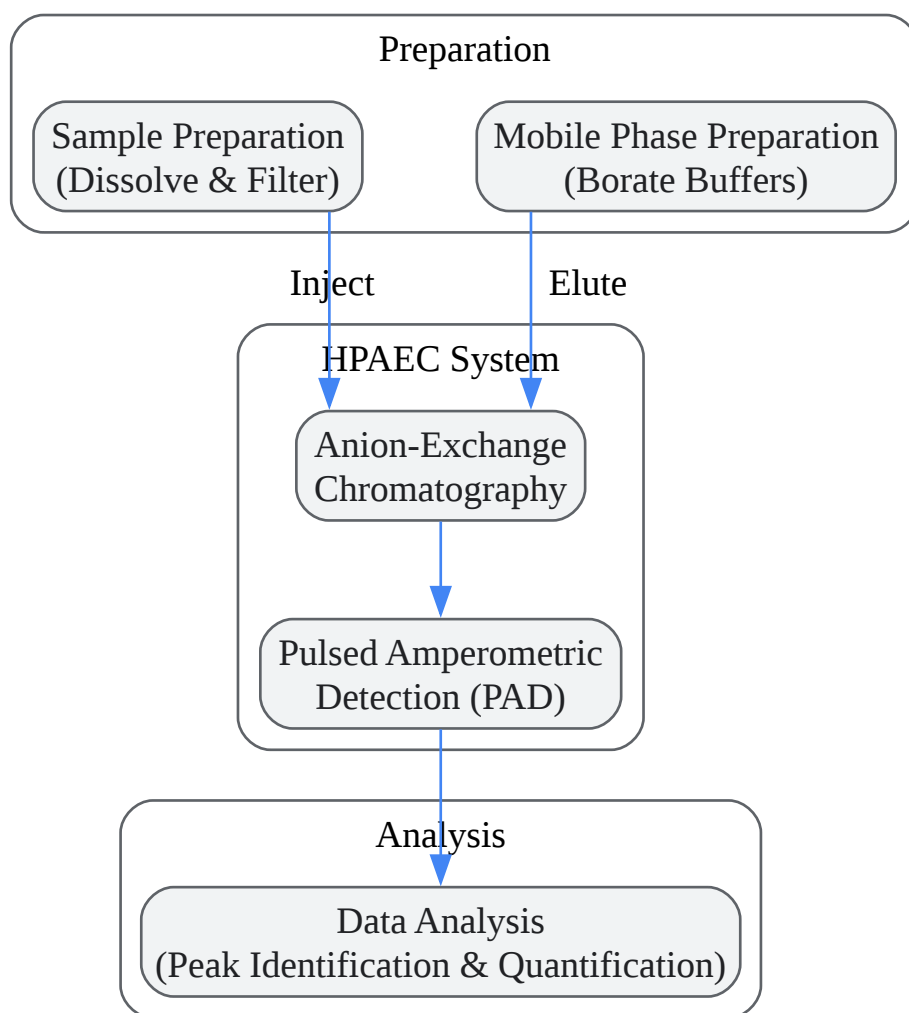 Preparation
Sample Preparation
(Dissolve & Filter)
Mobile Phase Preparation
(Borate Buffers)
Inject
Elute
HPAEC System
Anion-Exchange
Chromatography
Pulsed Amperometric
Detection (PAD)
Analysis
Data Analysis
(Peak Identification & Quantification)